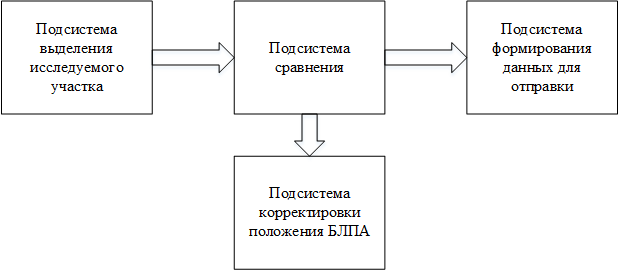 Подсистема
выделения
исследуемого
участка
Подсистема
сравнения
Подсистема
формирования
данных для
отправки
Подсистема
корректировки
положения БЛПА